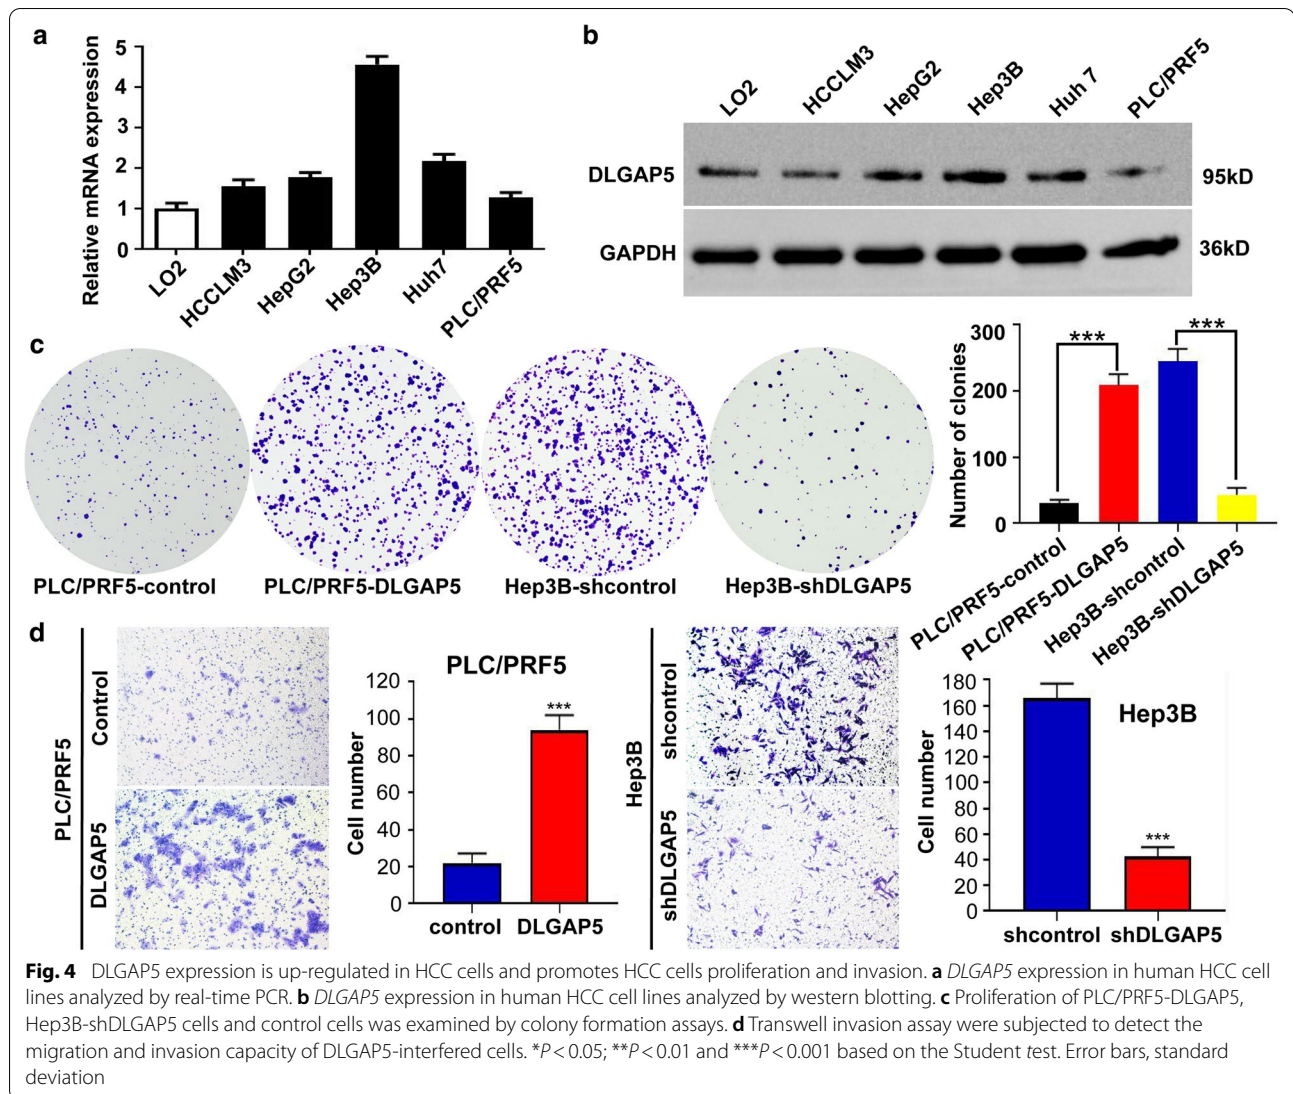 a
Relative mRNA expression
5
4
3
2
1
0
LO2
HCCLM3
HepG2
Hep3B
Huh7
PLC/PRF5
b
LO2
HCCLM3
HepG2
Hep3B
Huh 7
PLC/PRF5
DLGAP5
95kD
GAPDH
36kD
c
PLC/PRF5-control
PLC/PRF5-DLGAP5
Hep3B-shcontrol
Hep3B-shDLGAP5
Number of clonies
300
200
100
0
***
***
PLC/PRF5-control
PLC/PRF5-DLGAP5
Hep3B-shcontrol
Hep3B-shDLGAP5
d
PLC/PRF5
Control
DLGAP5
PLC/PRF5
Cell number
120
100
80
60
40
20
0
***
control
DLGAP5
Hep3B
shcontrol
shDLGAP5
Hep3B
Cell number
180
160
140
120
100
80
60
40
20
0
***
shcontrol
shDLGAP5
Fig. 4 DLGAP5 expression is up-regulated in HCC cells and promotes HCC cells proliferation and invasion. a DLGAP5 expression in human HCC cell
lines analyzed by real-time PCR. b DLGAP5 expression in human HCC cell lines analyzed by western blotting. c Proliferation of PLC/PRF5-DLGAP5,
Hep3B-shDLGAP5 cells and control cells was examined by colony formation assays. d Transwell invasion assay were subjected to detect the
migration and invasion capacity of DLGAP5-interfered cells. *P < 0.05; **P < 0.01 and ***P < 0.001 based on the Student test. Error bars, standard
deviation